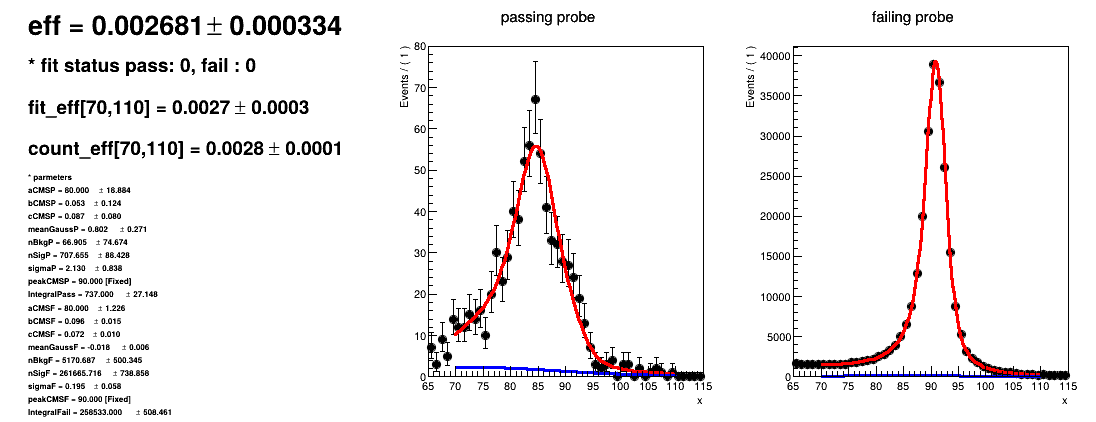 eff = 0.002681 ± 0.000334
* fit status pass: 0, fail : 0
fit_eff[70,110] = 0.0027 ± 0.0003
count_eff[70,110] = 0.0028 ± 0.0001
* parmeters
aCMSP = 80.000 ± 16.884
bCMSP = 0.053 ± 0.124
cCMSP = 0.087 ± 0.080
meanGaussP = 0.802 ± 0.271
nBkgP = 66.905 ± 74.674
nSigP = 707.655 ± 88.428
sigmaP = 2.130 ± 0.838
peakCMSP = 90.000 [Fixed]
IntegralPass = 737.000 ± 27.148
aCMSF = 80.000 ± 1.226
bCMSF = 0.096 ± 0.015
cCMSF = 0.072 ± 0.010
meanGaussF = -0.018 ± 0.006
nBkgF = 5170.687 ± 500.345
nSigF = 261665.716 ± 738.858
sigmaF = 0.195 ± 0.058
peakCMSF = 90.000 [Fixed]
IntegralFail = 258533.000 ± 508.461
passing probe
Events / ( 1 )
80
70
60
50
40
30
20
10
0
65 70 75 80 85 90 95 100 105 110 115
x
failing probe
Events / ( 1 )
40000
35000
30000
25000
20000
15000
10000
5000
0
65 70 75 80 85 90 95 100 105 110 115
x